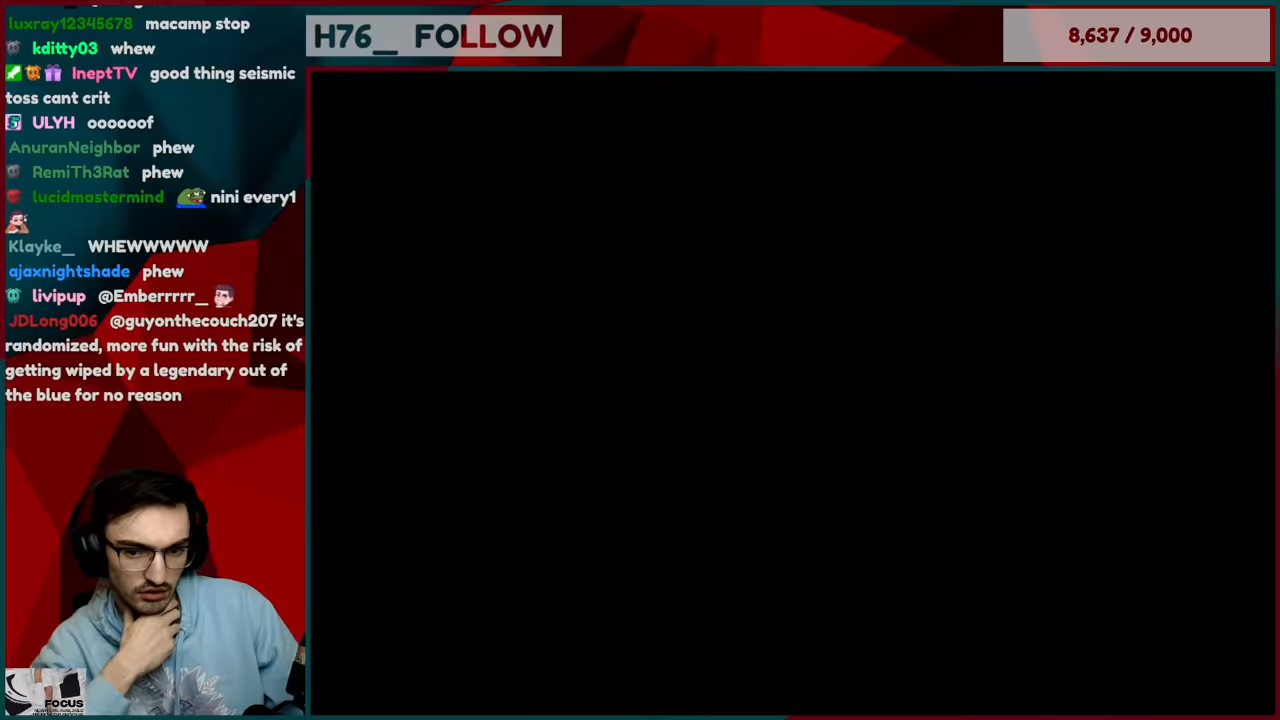 luxray12345678 macamp stop
kditty03 whew
IneptTV good thing seismic
toss cant crit
ULYH oooooof
AnuranNeighbor phew
RemiTh3Rat phew
lucidmastermind nini every1
Klayke_ WHEWWWWW
ajaxnightshade phew
livipup @Emberrrrr_
JDLong006 @guyonthecouch207 it's
randomized, more fun with the risk of
getting wiped by a legendary out of
the blue for no reason
H76_ FOLLOW
8,637 / 9,000
FOCUS